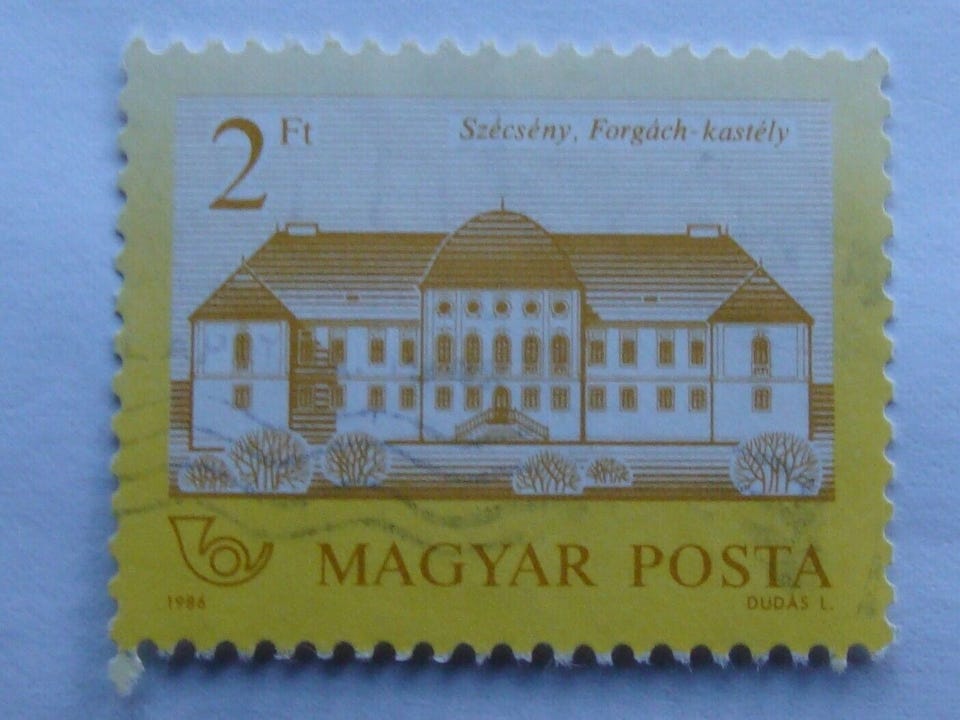 2 Ft
Szécsény, Forgách-kastély
MAGYAR POSTA
1986
DUDÁS L.